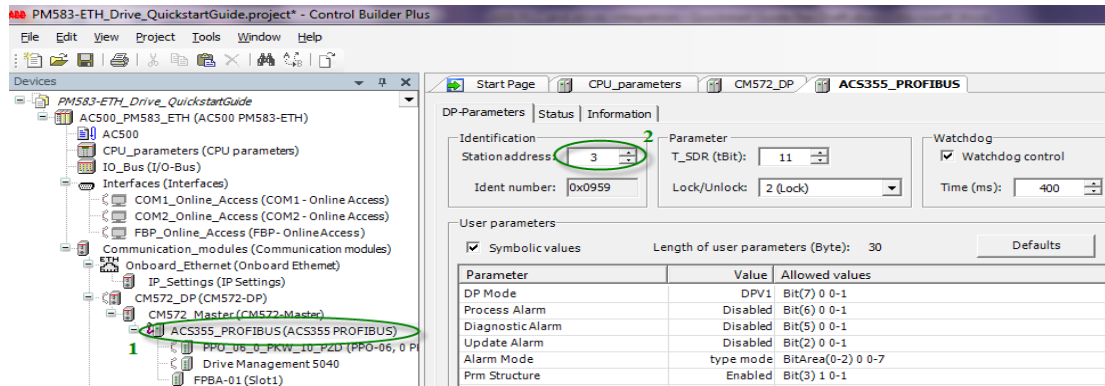 ABB PM583-ETH_Drive_QuickstartGuide.project* - Control Builder Plus
File Edit View Project Tools Window Help
Devices
PM583-ETH_Drive_QuickstartGuide
AC500_PM583_ETH (AC500 PM583-ETH)
AC500
CPU_parameters (CPU parameters)
IO_Bus (I/O-Bus)
Interfaces (Interfaces)
COM1_Online_Access (COM1 - Online Access)
COM2_Online_Access (COM2 - Online Access)
FBP_Online_Access (FBP- Online Access)
Communication_modules (Communication modules)
ETH Onboard_Ethernet (Onboard Ethernet)
IP_Settings (IP Settings)
CM572_DP (CM572-DP)
CM572_Master (CM572-Master)
ACS355_PROFIBUS (ACS355 PROFIBUS)
1
PPO_06_0_PKW_10_PZD (PPO-06, 0 P
Drive Management 5040
FPBA-01 (Slot1)
Start Page CPU_parameters CM572_DP ACS355_PROFIBUS
DP-Parameters Status Information
Identification 2 Parameter Watchdog
Station address: 3 T_SDR (tBit): 11 Watchdog control
Ident number: 0x0959 Lock/Unlock: 2 (Lock) Time (ms): 400
User parameters
Symbolic values Length of user parameters (Byte): 30 Defaults
Parameter Value Allowed values
DP Mode DPV1 Bit(7) 0 0-1
Process Alarm Disabled Bit(6) 0 0-1
Diagnostic Alarm Disabled Bit(5) 0 0-1
Update Alarm Disabled Bit(2) 0 0-1
Alarm Mode type mode BitArea(0-2) 0 0-7
Prm Structure Enabled Bit(3) 1 0-1